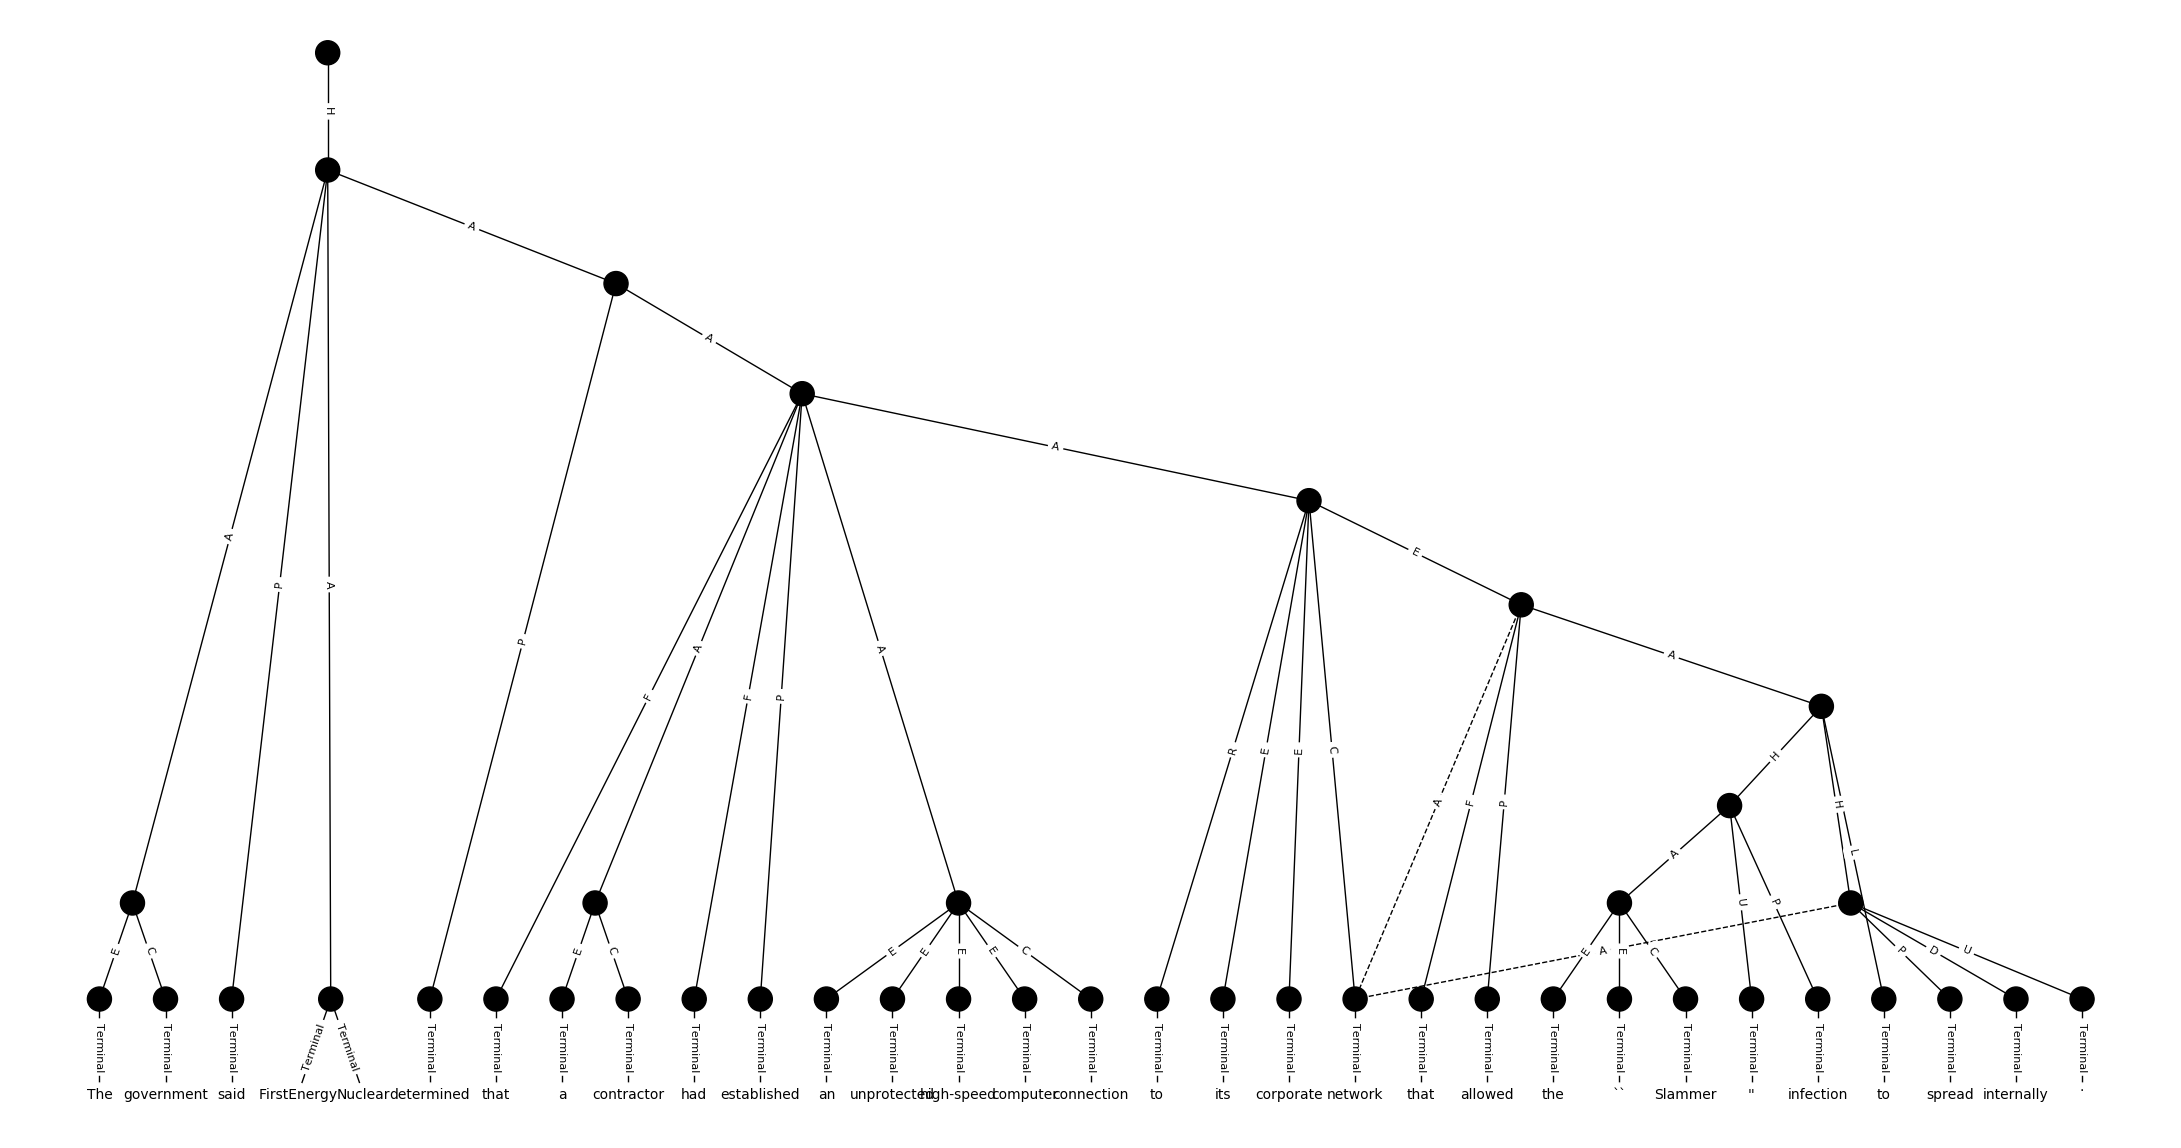 H
A
A
A
A
P
A
P
F
A
F
P
A
R
E
E
C
E
A
F
P
A
H
H
L
A
U
P
E
C
E
C
E
E
E
E
C
E
E
C
A
P
D
U
Terminal Terminal Terminal Terminal Terminal Terminal Terminal Terminal Terminal Terminal Terminal Terminal Terminal Terminal Terminal Terminal Terminal Terminal Terminal Terminal Terminal Terminal Terminal Terminal Terminal Terminal Terminal Terminal Terminal Terminal Terminal
The government said FirstEnergy Nuclear determined that a contractor had established an unprotected high-speed computer connection to its corporate network that allowed the `` Slammer " infection to spread internally .